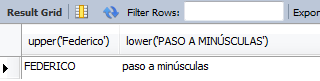 Result Grid Filter Rows: Expor
upper('Federico') lower('PASO A MINÚSCULAS')
FEDERICO paso a minúsculas